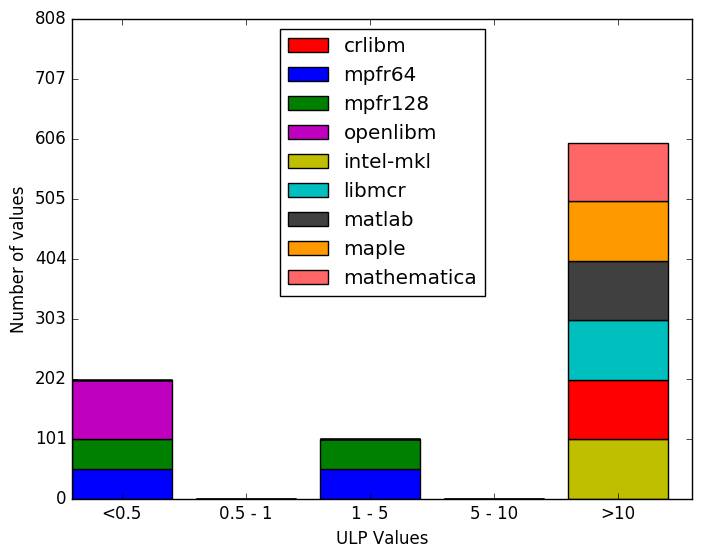 808
707
606
505
404
303
202
101
0
Number of values
crlibm
mpfr64
mpfr128
openlibm
intel-mkl
libmcr
matlab
maple
mathematica
<0.5 0.5 - 1 1 - 5 5 - 10 >10
ULP Values